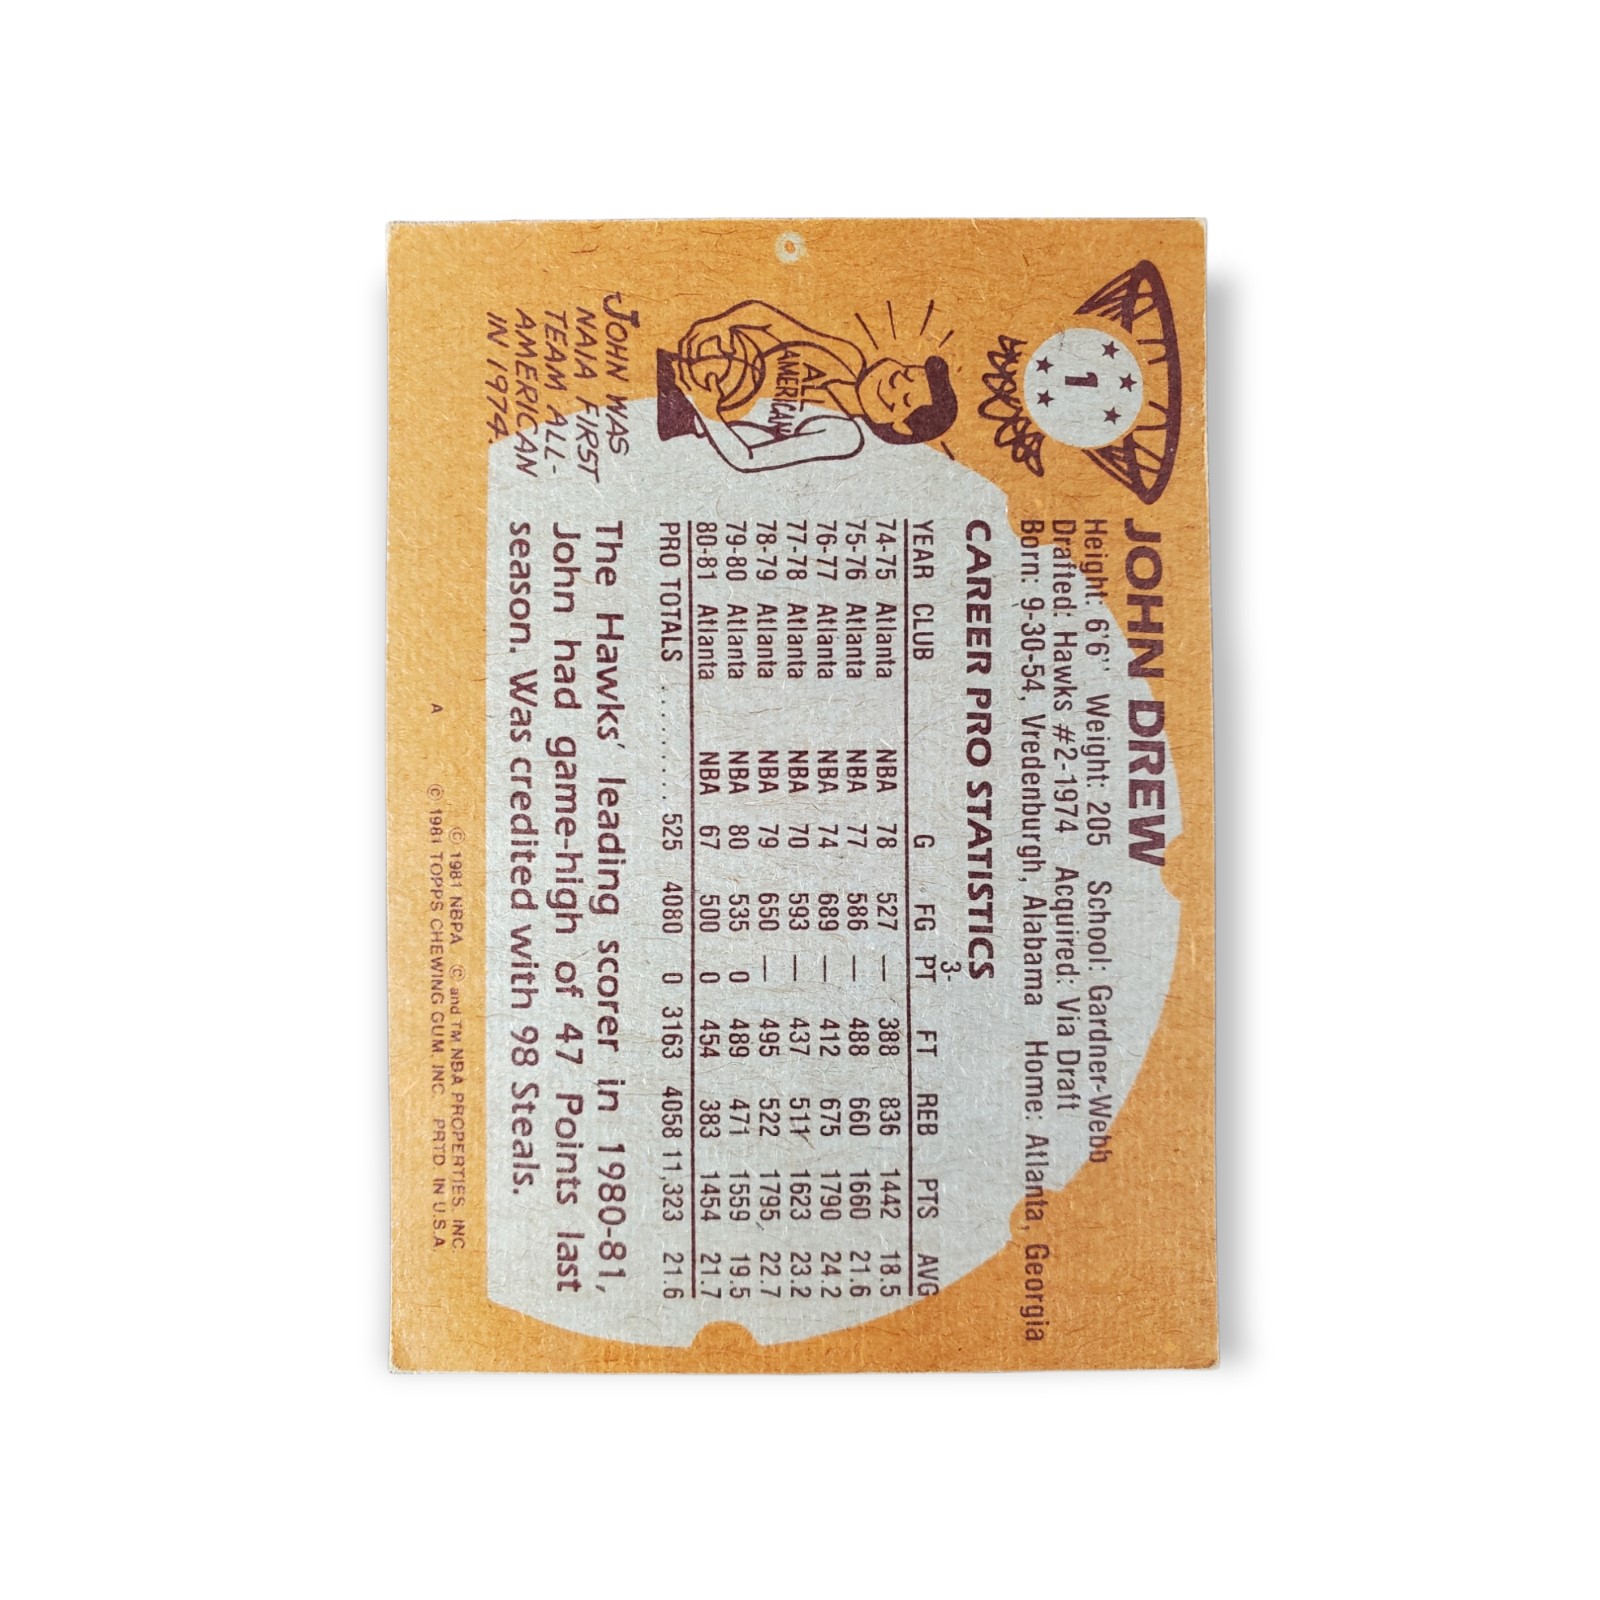 1
JOHN DREW
Height: 6'6" Weight: 205 School: Gardner-Webb
Drafted: Hawks #2-1974 Acquired: Via Draft
Born: 9-30-54, Vredenburgh, Alabama Home: Atlanta, Georgia
CAREER PRO STATISTICS
YEAR CLUB G FG 3-PT FT REB PTS AVG
74-75 Atlanta NBA 78 527 — 388 836 1442 18.5
75-76 Atlanta NBA 77 586 — 488 660 1660 21.6
76-77 Atlanta NBA 74 689 — 412 675 1790 24.2
77-78 Atlanta NBA 70 593 — 437 511 1623 23.2
78-79 Atlanta NBA 79 650 — 495 522 1795 22.7
79-80 Atlanta NBA 80 535 0 489 471 1559 19.5
80-81 Atlanta NBA 67 500 0 454 383 1454 21.7
PRO TOTALS .......... 525 4080 0 3163 4058 11,323 21.6
The Hawks' leading scorer in 1980-81,
John had game-high of 47 Points last
season. Was credited with 98 Steals.
ALL
AMERICAN
JOHN WAS
NAIA FIRST
TEAM ALL-
AMERICAN
IN 1974.
© 1981 NBPA © and TM NBA PROPERTIES INC.
A © 1981 TOPPS CHEWING GUM, INC. PRTD. IN U.S.A.